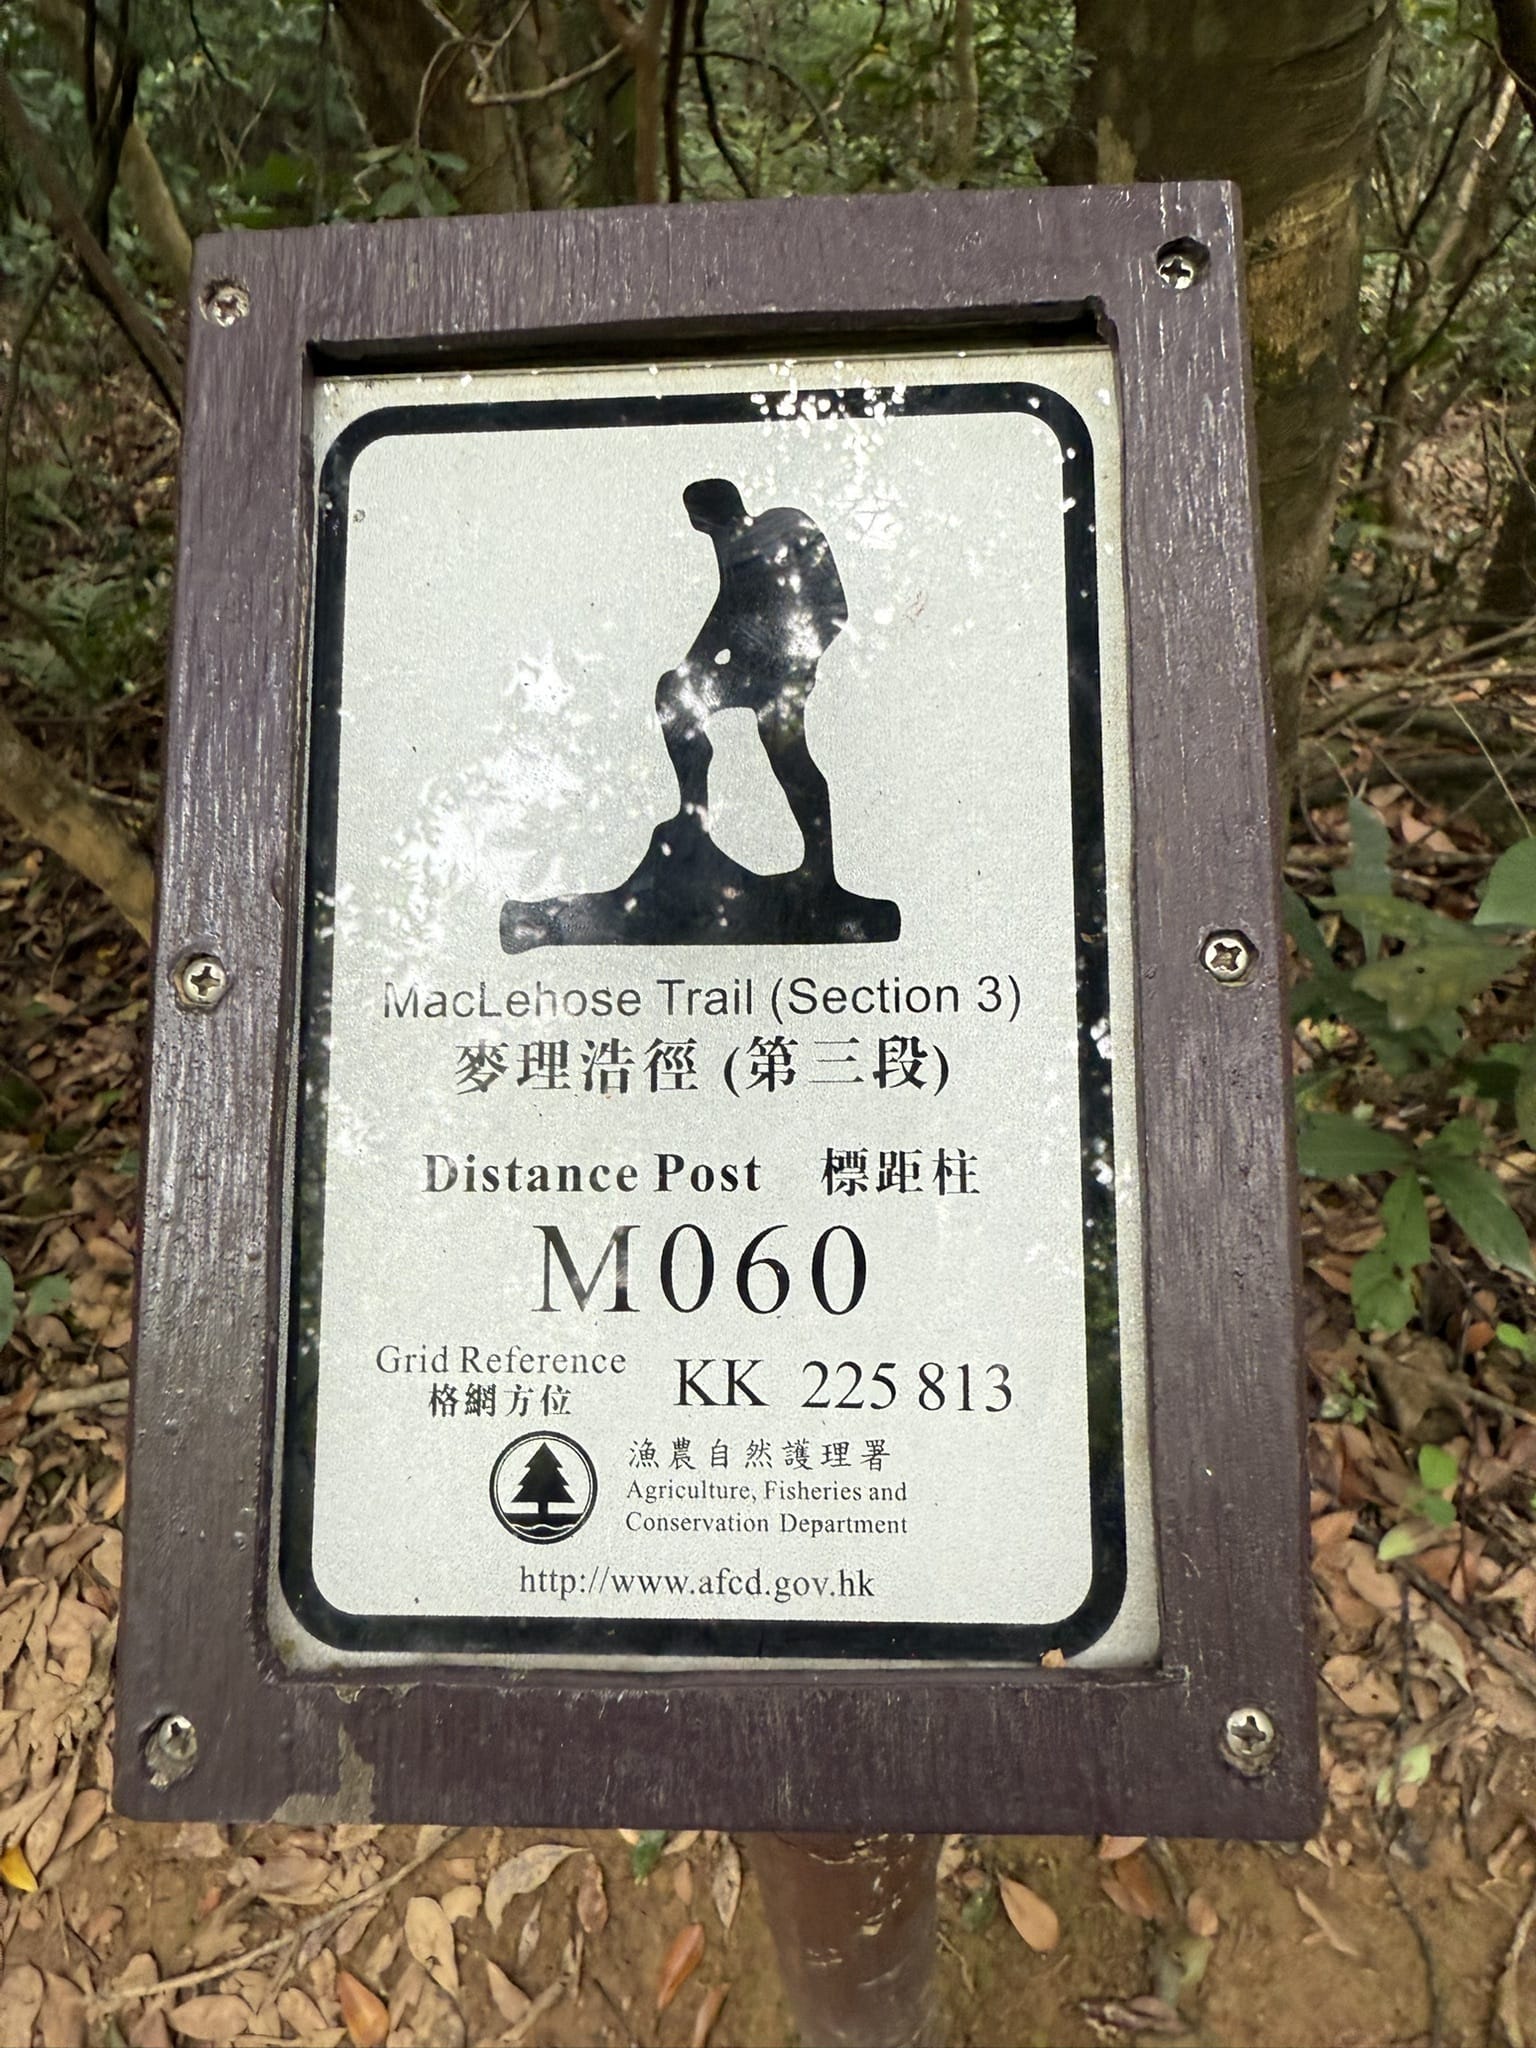 MacLehose Trail (Section 3)
麥理浩徑 (第三段)
Distance Post 標距柱
M060
Grid Reference
格網方位
KK 225 813
漁農自然護理署
Agriculture, Fisheries and
Conservation Department
http://www.afcd.gov.hk